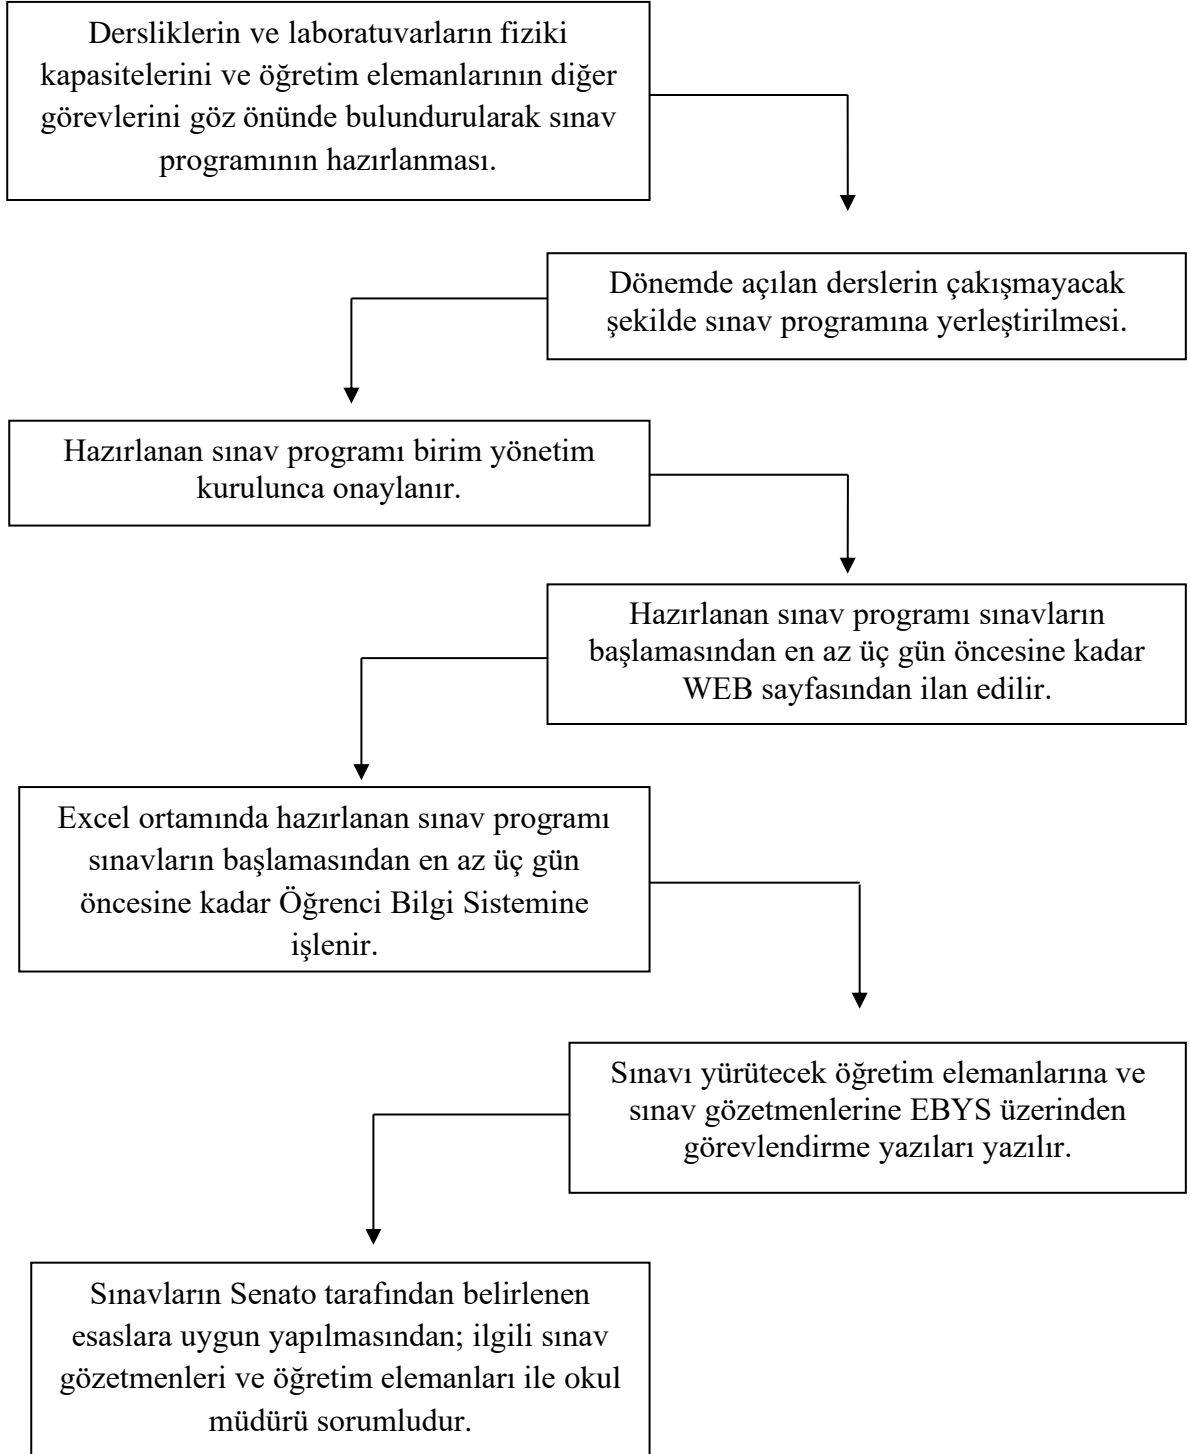 Dersliklerin ve laboratuvarların fiziki
kapasitelerini ve öğretim elemanlarının diğer
görevlerini göz önünde bulundurularak sınav
programının hazırlanması.
Dönemde açılan derslerin çakışmayacak
şekilde sınav programına yerleştirilmesi.
Hazırlanan sınav programı birim yönetim
kurulunca onaylanır.
Hazırlanan sınav programı sınavların
başlamasından en az üç gün öncesine kadar
WEB sayfasından ilan edilir.
Excel ortamında hazırlanan sınav programı
sınavların başlamasından en az üç gün
öncesine kadar Öğrenci Bilgi Sistemine
işlenir.
Sınavı yürütecek öğretim elemanlarına ve
sınav gözetmenlerine EBYS üzerinden
görevlendirme yazıları yazılır.
Sınavların Senato tarafından belirlenen
esaslara uygun yapılmasından; ilgili sınav
gözetmenleri ve öğretim elemanları ile okul
müdürü sorumludur.